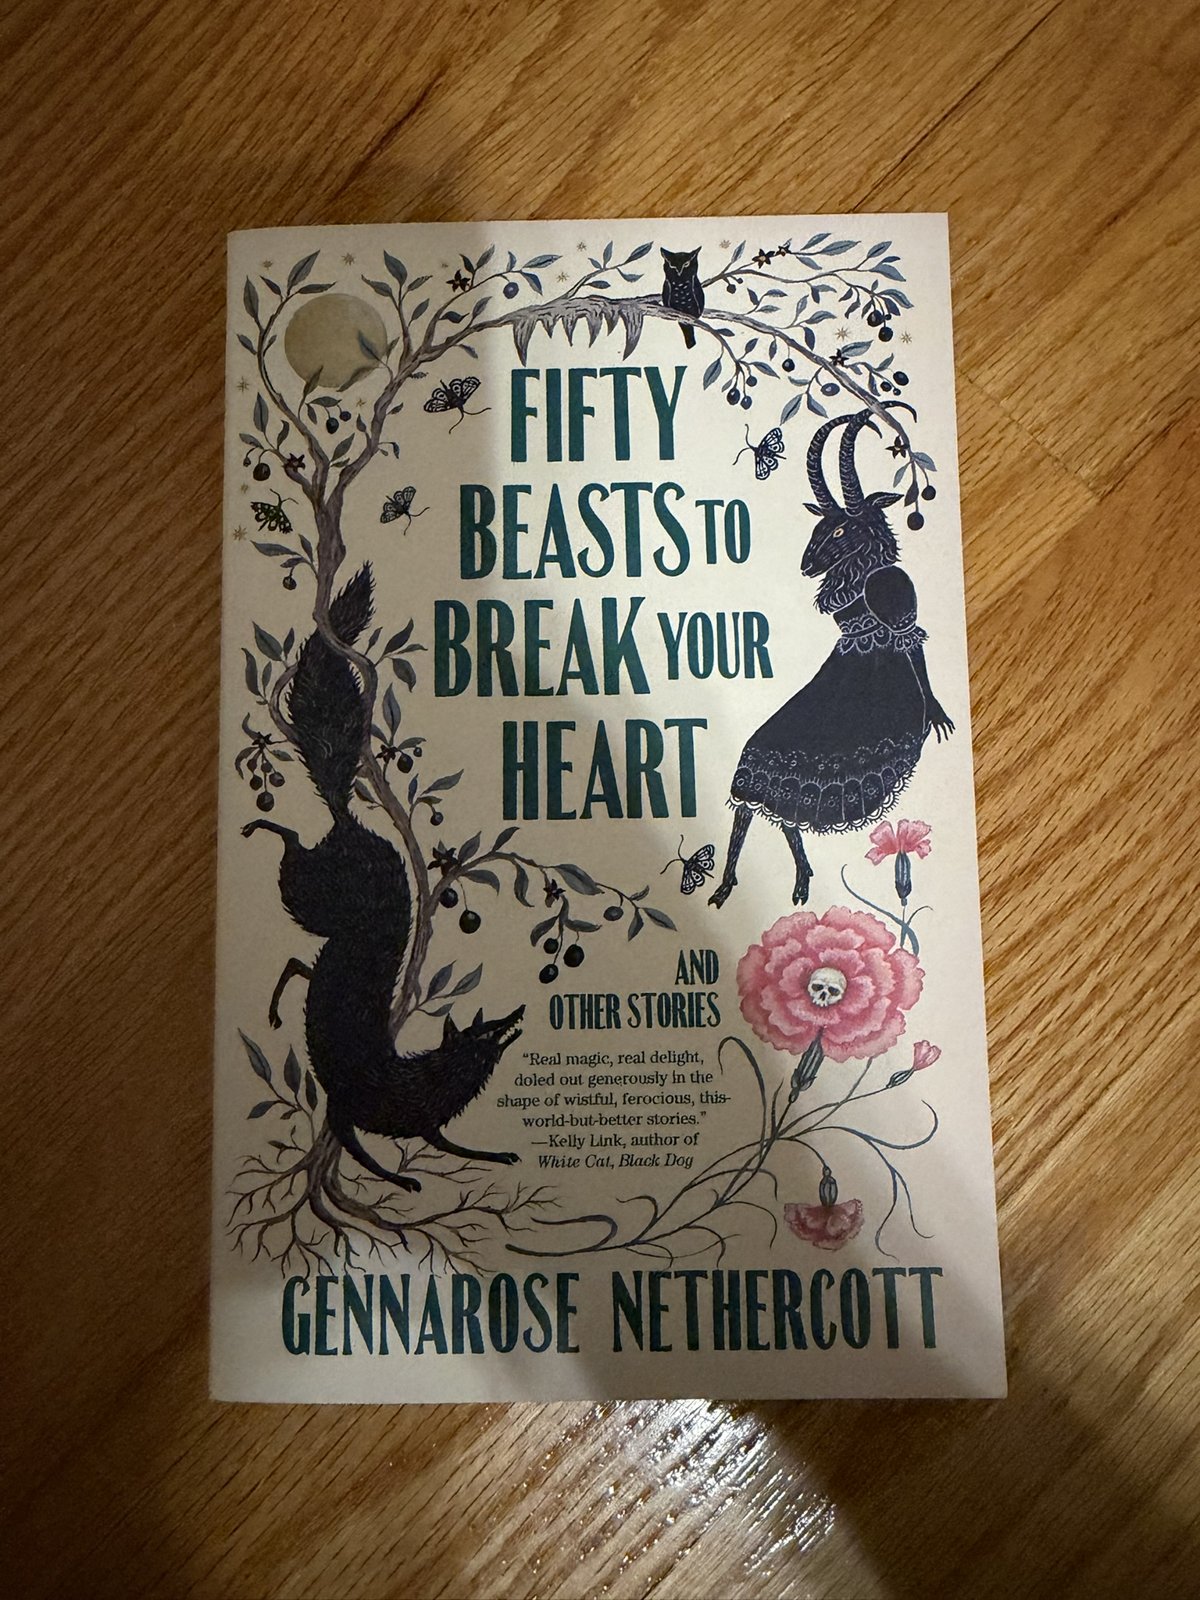 FIFTY
BEASTS TO
BREAK YOUR
HEART
AND
OTHER STORIES
“Real magic, real delight,
doled out generously in the
shape of wistful, ferocious, this-
world-but-better stories.”
—Kelly Link, author of
White Cat, Black Dog
GENNAROSE NETHERCOTT